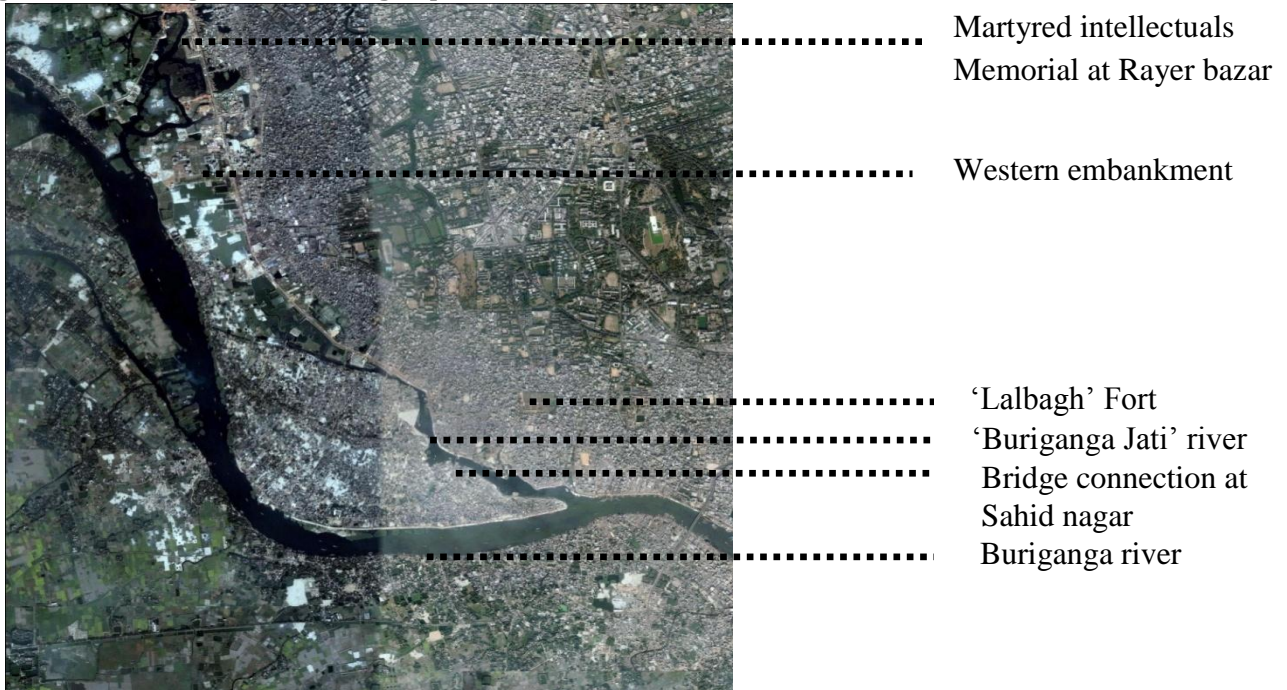 Martyred intellectuals
Memorial at Rayer bazar
Western embankment
‘Lalbagh’ Fort
‘Buriganga Jati’ river
Bridge connection at
Sahid nagar
Buriganga river